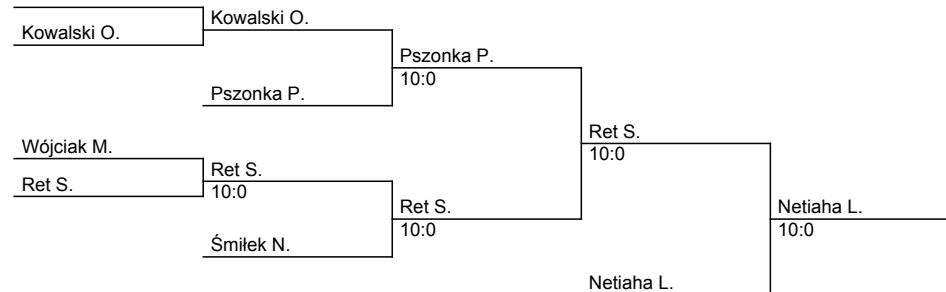 Kowalski O.
Kowalski O.
Pszonka P.
10:0
Pszonka P.
Wójciak M.
Ret S.
Ret S.
10:0
Ret S.
10:0
Śmiłek N.
Ret S.
10:0
Netiaha L.
Netiaha L.
10:0